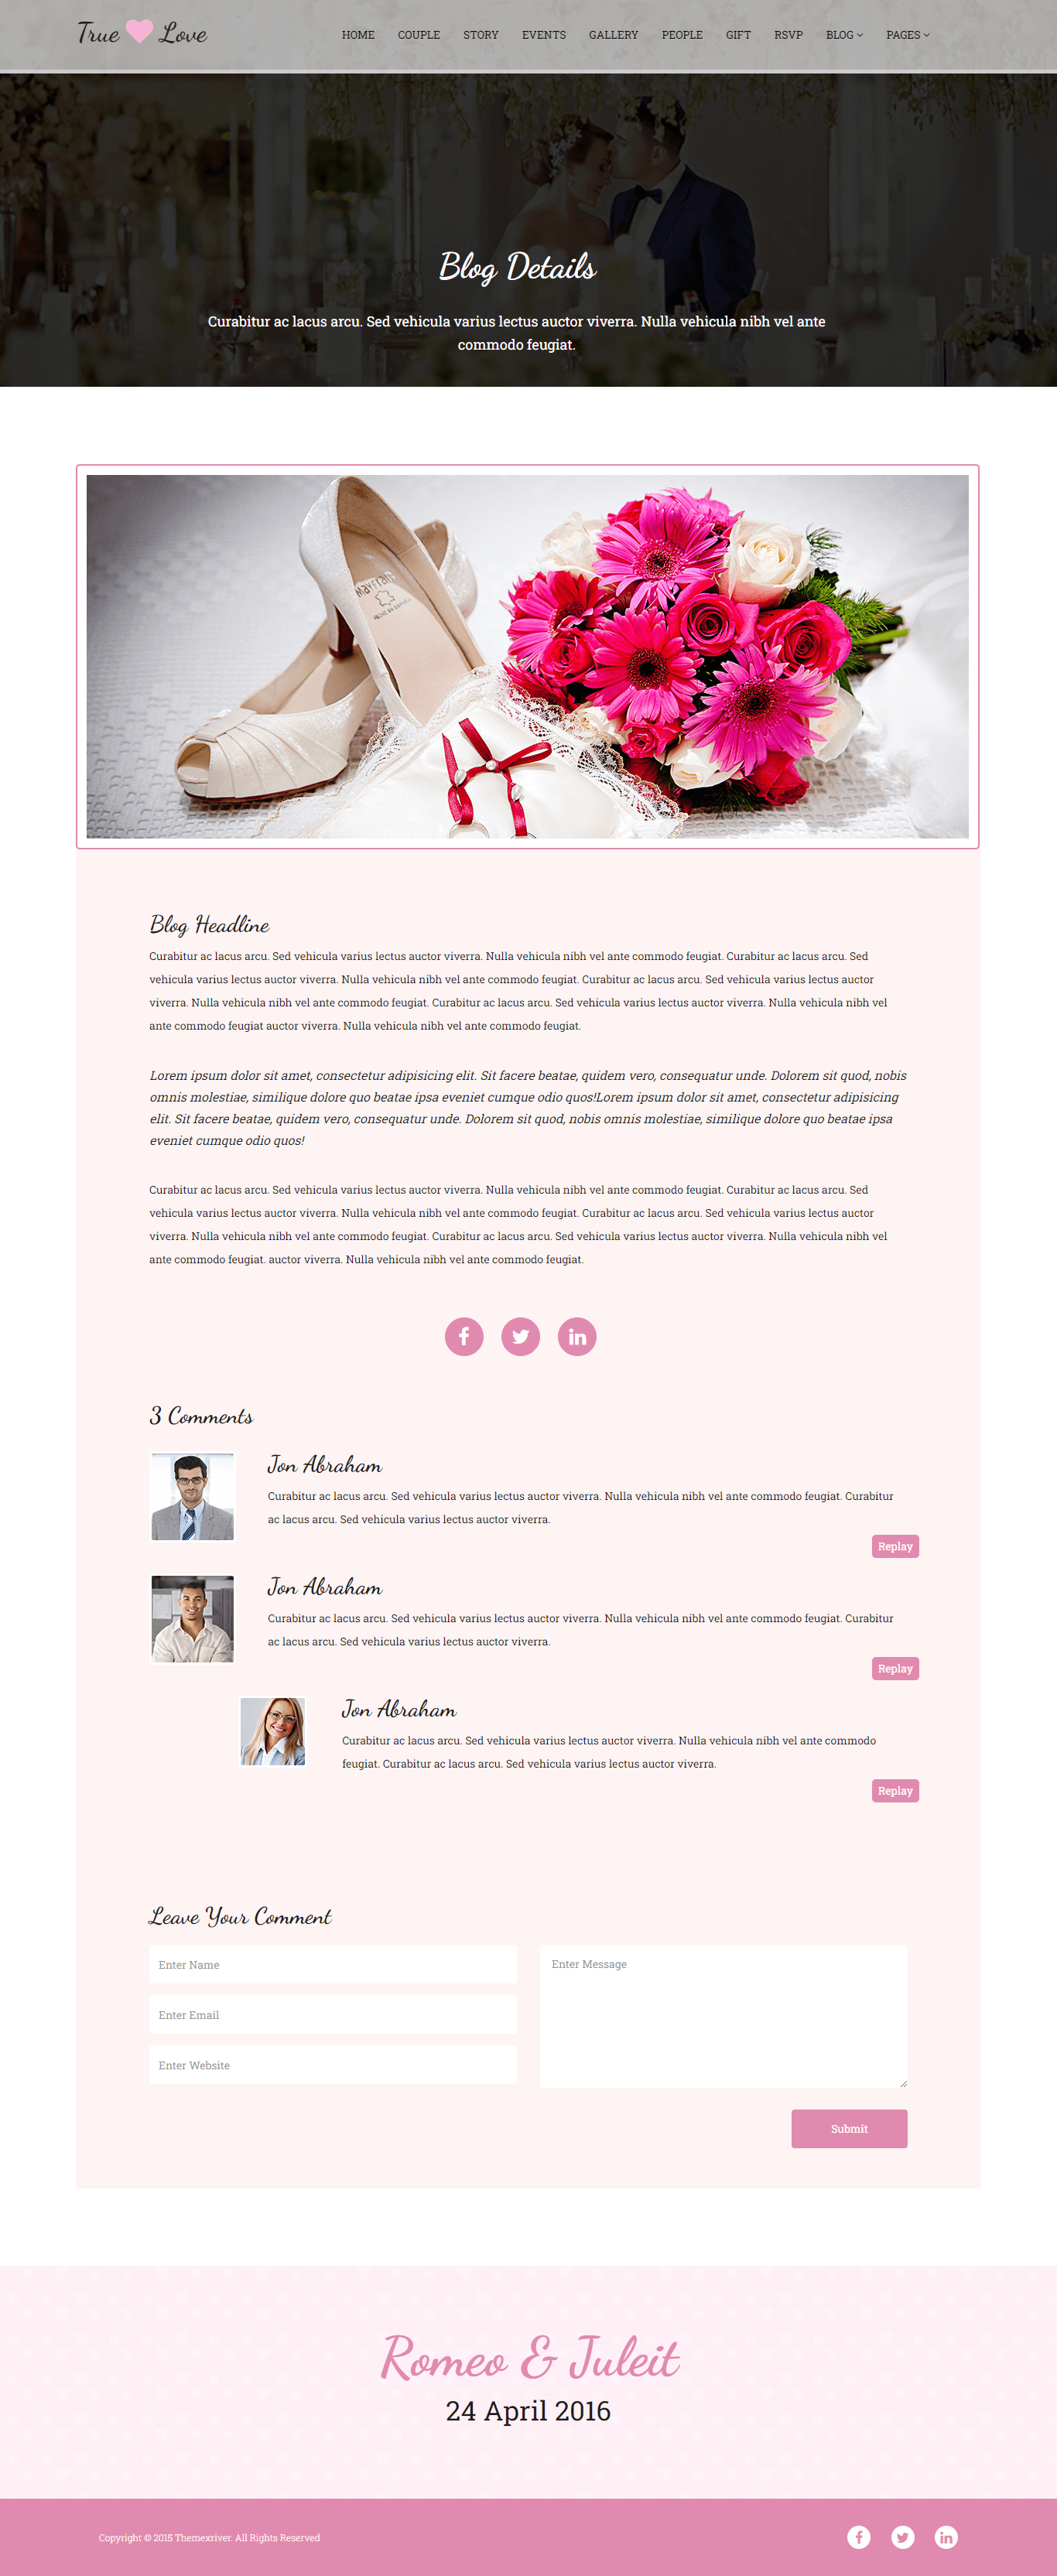 True Love
HOME COUPLE STORY EVENTS GALLERY PEOPLE GIFT RSVP BLOG PAGES
Blog Details
Curabitur ac lacus arcu. Sed vehicula varius lectus auctor viverra. Nulla vehicula nibh vel ante
commodo feugiat.
Mayfran
Blog Headline
Curabitur ac lacus arcu. Sed vehicula varius lectus auctor viverra. Nulla vehicula nibh vel ante commodo feugiat. Curabitur ac lacus arcu. Sed
vehicula varius lectus auctor viverra. Nulla vehicula nibh vel ante commodo feugiat. Curabitur ac lacus arcu. Sed vehicula varius lectus auctor
viverra. Nulla vehicula nibh vel ante commodo feugiat. Curabitur ac lacus arcu. Sed vehicula varius lectus auctor viverra. Nulla vehicula nibh vel
ante commodo feugiat auctor viverra. Nulla vehicula nibh vel ante commodo feugiat.
Lorem ipsum dolor sit amet, consectetur adipisicing elit. Sit facere beatae, quidem vero, consequatur unde. Dolorem sit quod, nobis
omnis molestiae, similique dolore quo beatae ipsa eveniet cumque odio quos!Lorem ipsum dolor sit amet, consectetur adipisicing
elit. Sit facere beatae, quidem vero, consequatur unde. Dolorem sit quod, nobis omnis molestiae, similique dolore quo beatae ipsa
eveniet cumque odio quos!
Curabitur ac lacus arcu. Sed vehicula varius lectus auctor viverra. Nulla vehicula nibh vel ante commodo feugiat. Curabitur ac lacus arcu. Sed
vehicula varius lectus auctor viverra. Nulla vehicula nibh vel ante commodo feugiat. Curabitur ac lacus arcu. Sed vehicula varius lectus auctor
viverra. Nulla vehicula nibh vel ante commodo feugiat. Curabitur ac lacus arcu. Sed vehicula varius lectus auctor viverra. Nulla vehicula nibh vel
ante commodo feugiat. auctor viverra. Nulla vehicula nibh vel ante commodo feugiat.
3 Comments
Jon Abraham
Curabitur ac lacus arcu. Sed vehicula varius lectus auctor viverra. Nulla vehicula nibh vel ante commodo feugiat. Curabitur
ac lacus arcu. Sed vehicula varius lectus auctor viverra.
Replay
Jon Abraham
Curabitur ac lacus arcu. Sed vehicula varius lectus auctor viverra. Nulla vehicula nibh vel ante commodo feugiat. Curabitur
ac lacus arcu. Sed vehicula varius lectus auctor viverra.
Replay
Jon Abraham
Curabitur ac lacus arcu. Sed vehicula varius lectus auctor viverra. Nulla vehicula nibh vel ante commodo
feugiat. Curabitur ac lacus arcu. Sed vehicula varius lectus auctor viverra.
Replay
Leave Your Comment
Enter Name
Enter Message
Enter Email
Enter Website
Submit
Romeo & Juleit
24 April 2016
Copyright © 2015 Themexriver. All Rights Reserved